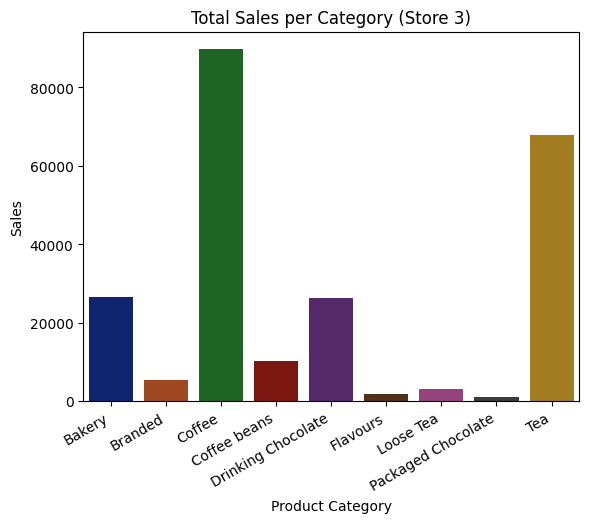 Total Sales per Category (Store 3)
Sales
80000
60000
40000
20000
0
Bakery
Branded
Coffee
Coffee beans
Drinking Chocolate
Flavours
Loose Tea
Packaged Chocolate
Tea
Product Category